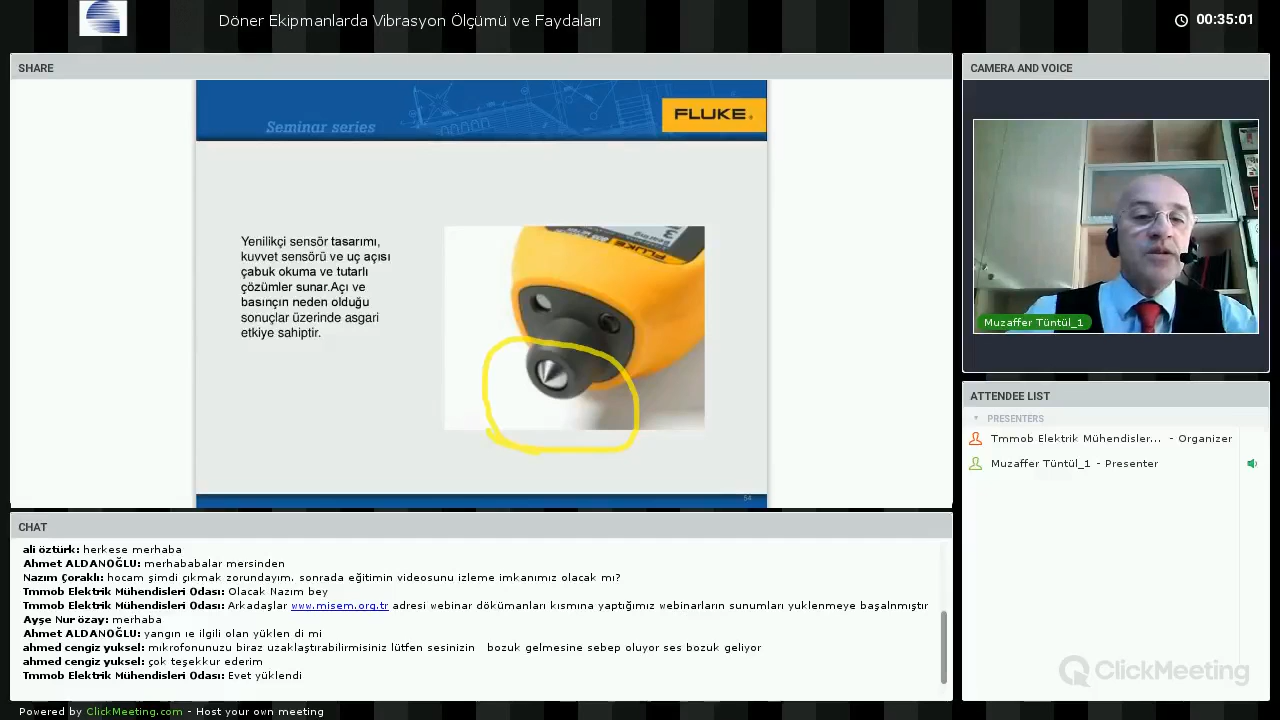 Döner Ekipmanlarda Vibrasyon Ölçümü ve Faydaları
00:35:01
SHARE
Seminar series
FLUKE®
Yenilikçi sensör tasarımı,
kuvvet sensörü ve uç açısı
çabuk okuma ve tutarlı
çözümler sunar.Açı ve
basınçın neden olduğu
sonuçlar üzerinde asgari
etkiye sahiptir.
FLUKE
54
CAMERA AND VOICE
Muzaffer Tüntül_1
ATTENDEE LIST
PRESENTERS
Tmmob Elektrik Mühendisler... - Organizer
Muzaffer Tüntül_1 - Presenter
CHAT
ali öztürk: herkese merhaba
Ahmet ALDANOĞLU: merhababalar mersinden
Nazım Çoraklı: hocam şimdi çıkmak zorundayım. sonrada eğitimin videosunu izleme imkanımız olacak mı?
Tmmob Elektrik Mühendisleri Odası: Olacak Nazım bey
Tmmob Elektrik Mühendisleri Odası: Arkadaşlar www.misem.org.tr adresi webinar dökümanları kısmına yaptığımız webinarların sunumları yuklenmeye başalnmıştır
Ayşe Nur özay: merhaba
Ahmet ALDANOĞLU: yangın ıe ilgili olan yüklen di mi
ahmed cengiz yuksel: mıkrofonunuzu biraz uzaklaştırabilirmisiniz lütfen sesinizin bozuk gelmesine sebep oluyor ses bozuk geliyor
ahmed cengiz yuksel: çok teşekkur ederim
Tmmob Elektrik Mühendisleri Odası: Evet yüklendi
ClickMeeting
Powered by ClickMeeting.com - Host your own meeting